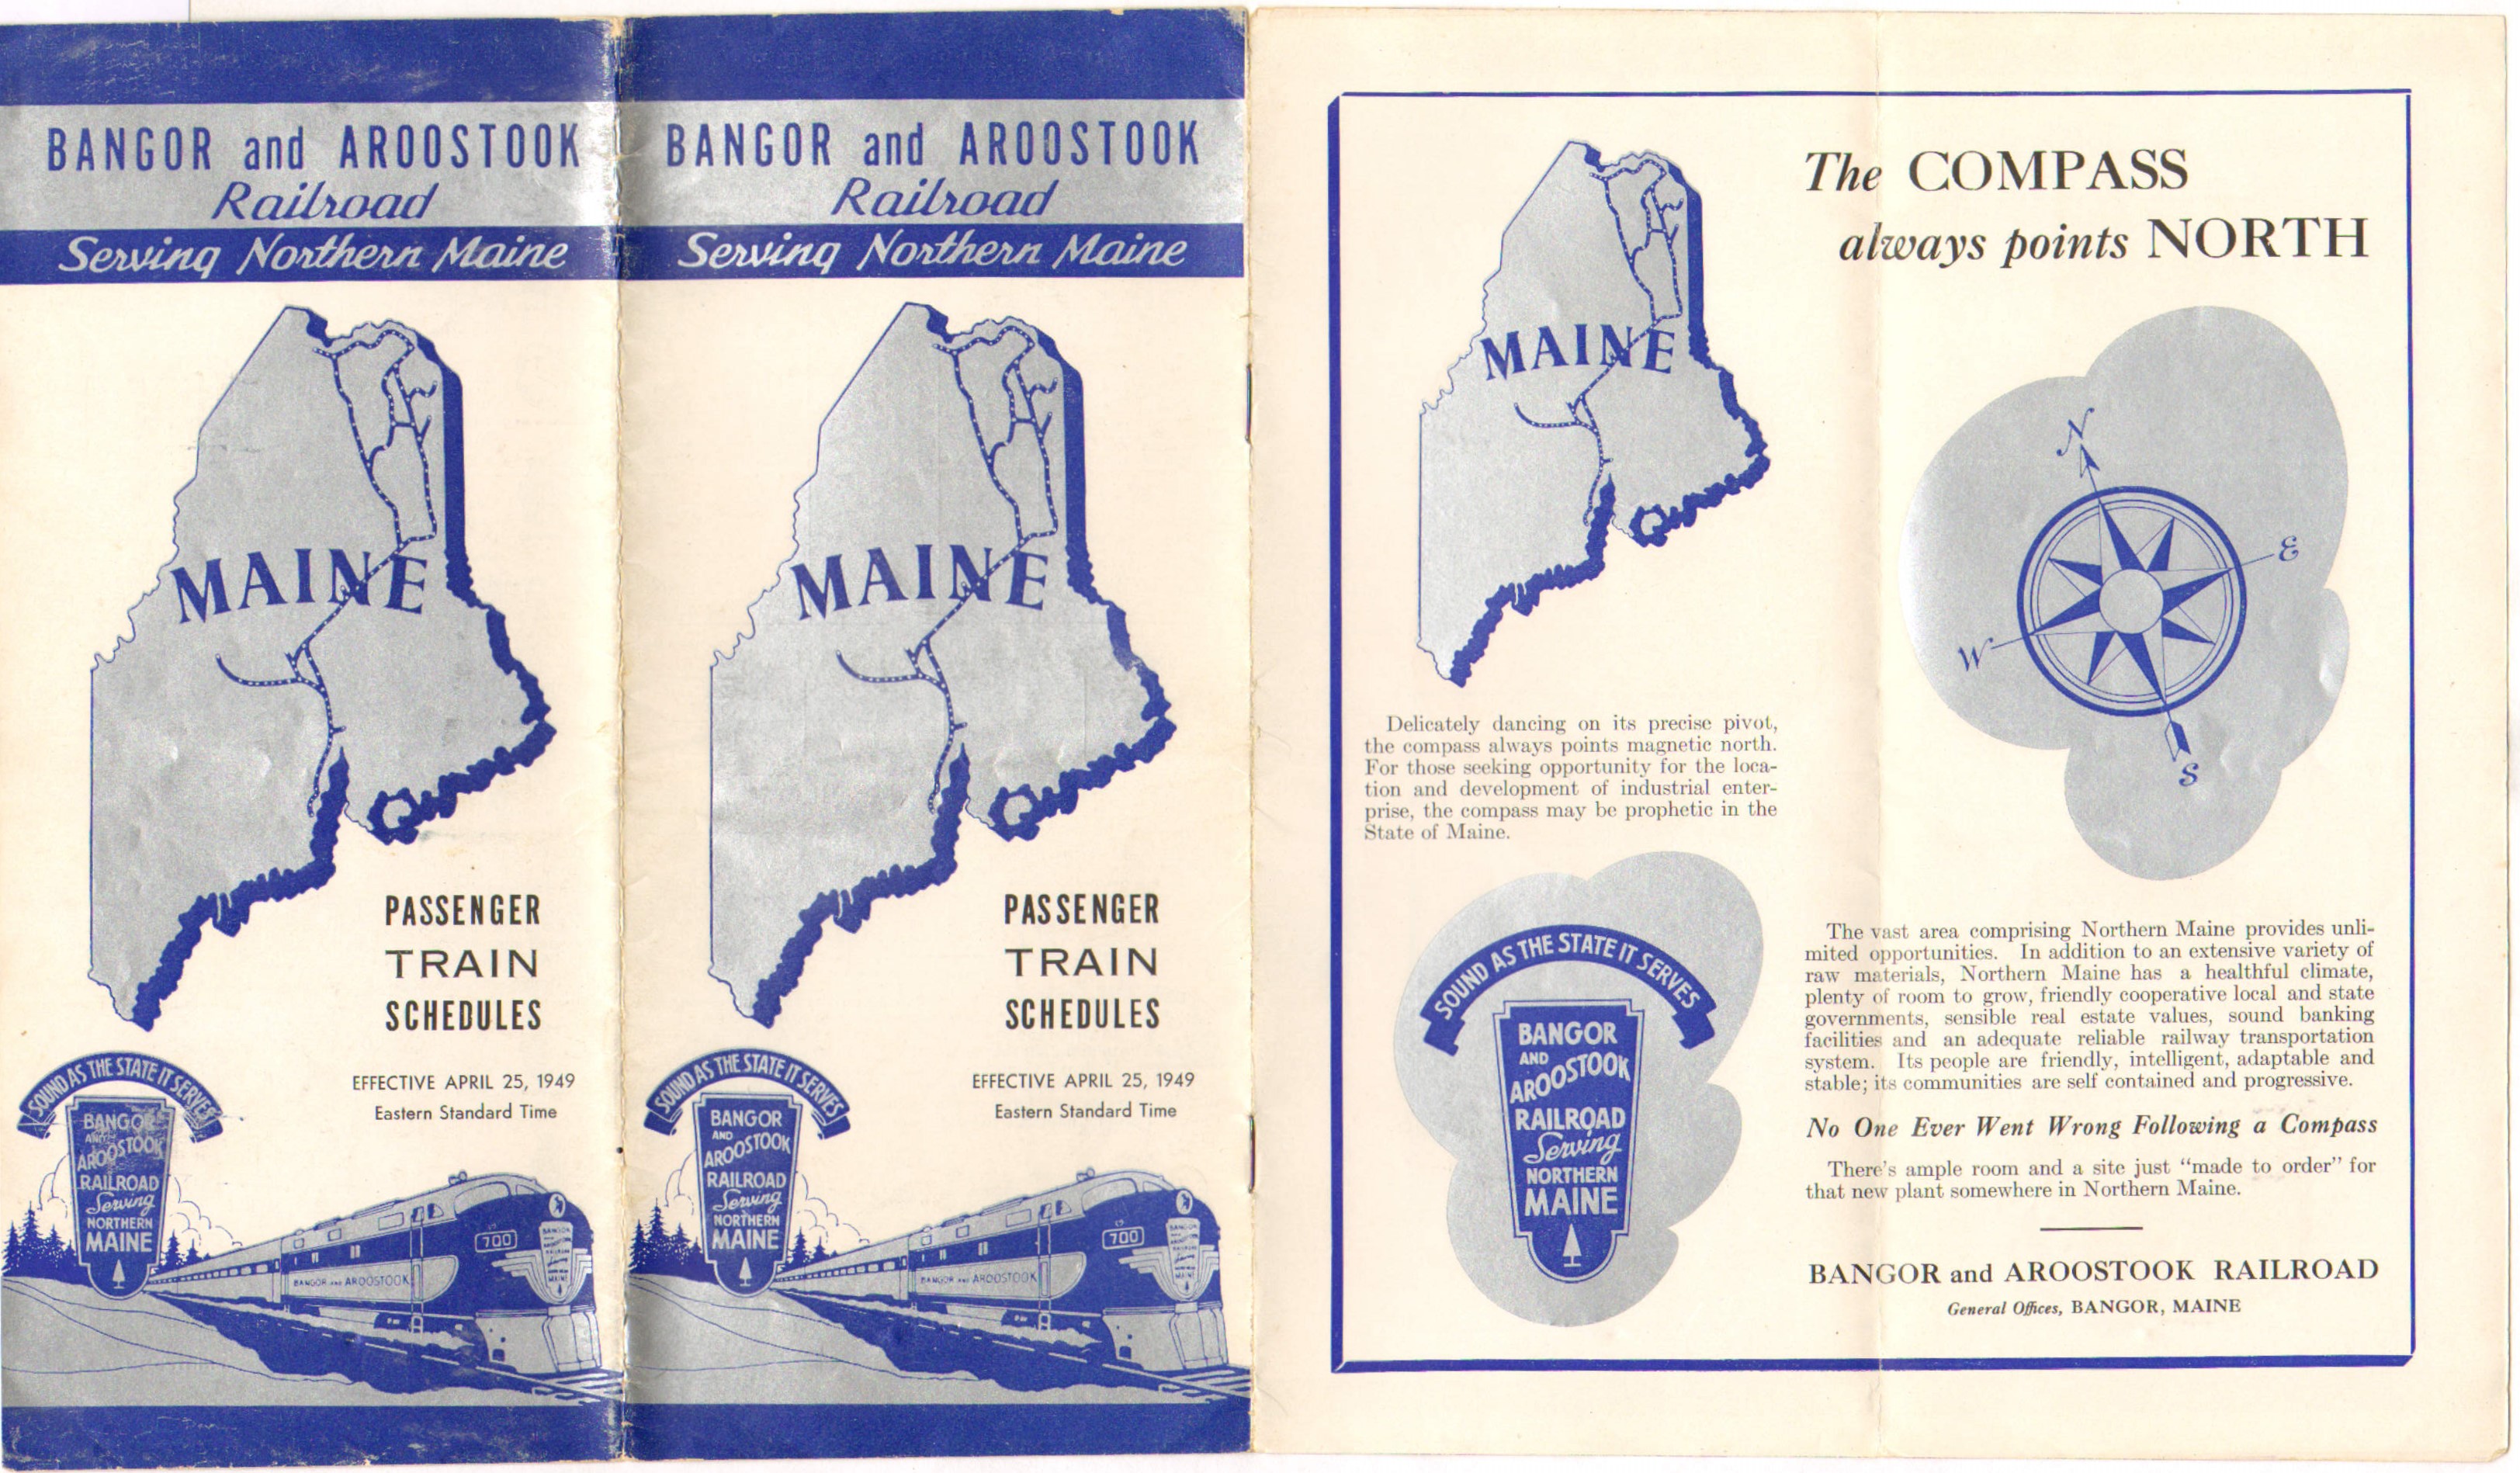 BANGOR and AROOSTOOK
Railroad
Serving Northern Maine
MAINE
PASSENGER
TRAIN
SCHEDULES
EFFECTIVE APRIL 25, 1949
Eastern Standard Time
SOUND AS THE STATE IT SERVES
BANGOR
AND
AROOSTOOK
RAILROAD
Serving
NORTHERN
MAINE
700
BANGOR AND AROOSTOOK
BANGOR and AROOSTOOK
Railroad
Serving Northern Maine
MAINE
PASSENGER
TRAIN
SCHEDULES
EFFECTIVE APRIL 25, 1949
Eastern Standard Time
SOUND AS THE STATE IT SERVES
BANGOR
AND
AROOSTOOK
RAILROAD
Serving
NORTHERN
MAINE
700
BANGOR AND AROOSTOOK
The COMPASS
always points NORTH
MAINE
N
E
W
S
Delicately dancing on its precise pivot,
the compass always points magnetic north.
For those seeking opportunity for the loca-
tion and development of industrial enter-
prise, the compass may be prophetic in the
State of Maine.
SOUND AS THE STATE IT SERVES
BANGOR
AND
AROOSTOOK
RAILROAD
Serving
NORTHERN
MAINE
The vast area comprising Northern Maine provides unli-
mited opportunities. In addition to an extensive variety of
raw materials, Northern Maine has a healthful climate,
plenty of room to grow, friendly cooperative local and state
governments, sensible real estate values, sound banking
facilities and an adequate reliable railway transportation
system. Its people are friendly, intelligent, adaptable and
stable; its communities are self contained and progressive.
No One Ever Went Wrong Following a Compass
There's ample room and a site just "made to order" for
that new plant somewhere in Northern Maine.
BANGOR and AROOSTOOK RAILROAD
General Offices, BANGOR, MAINE